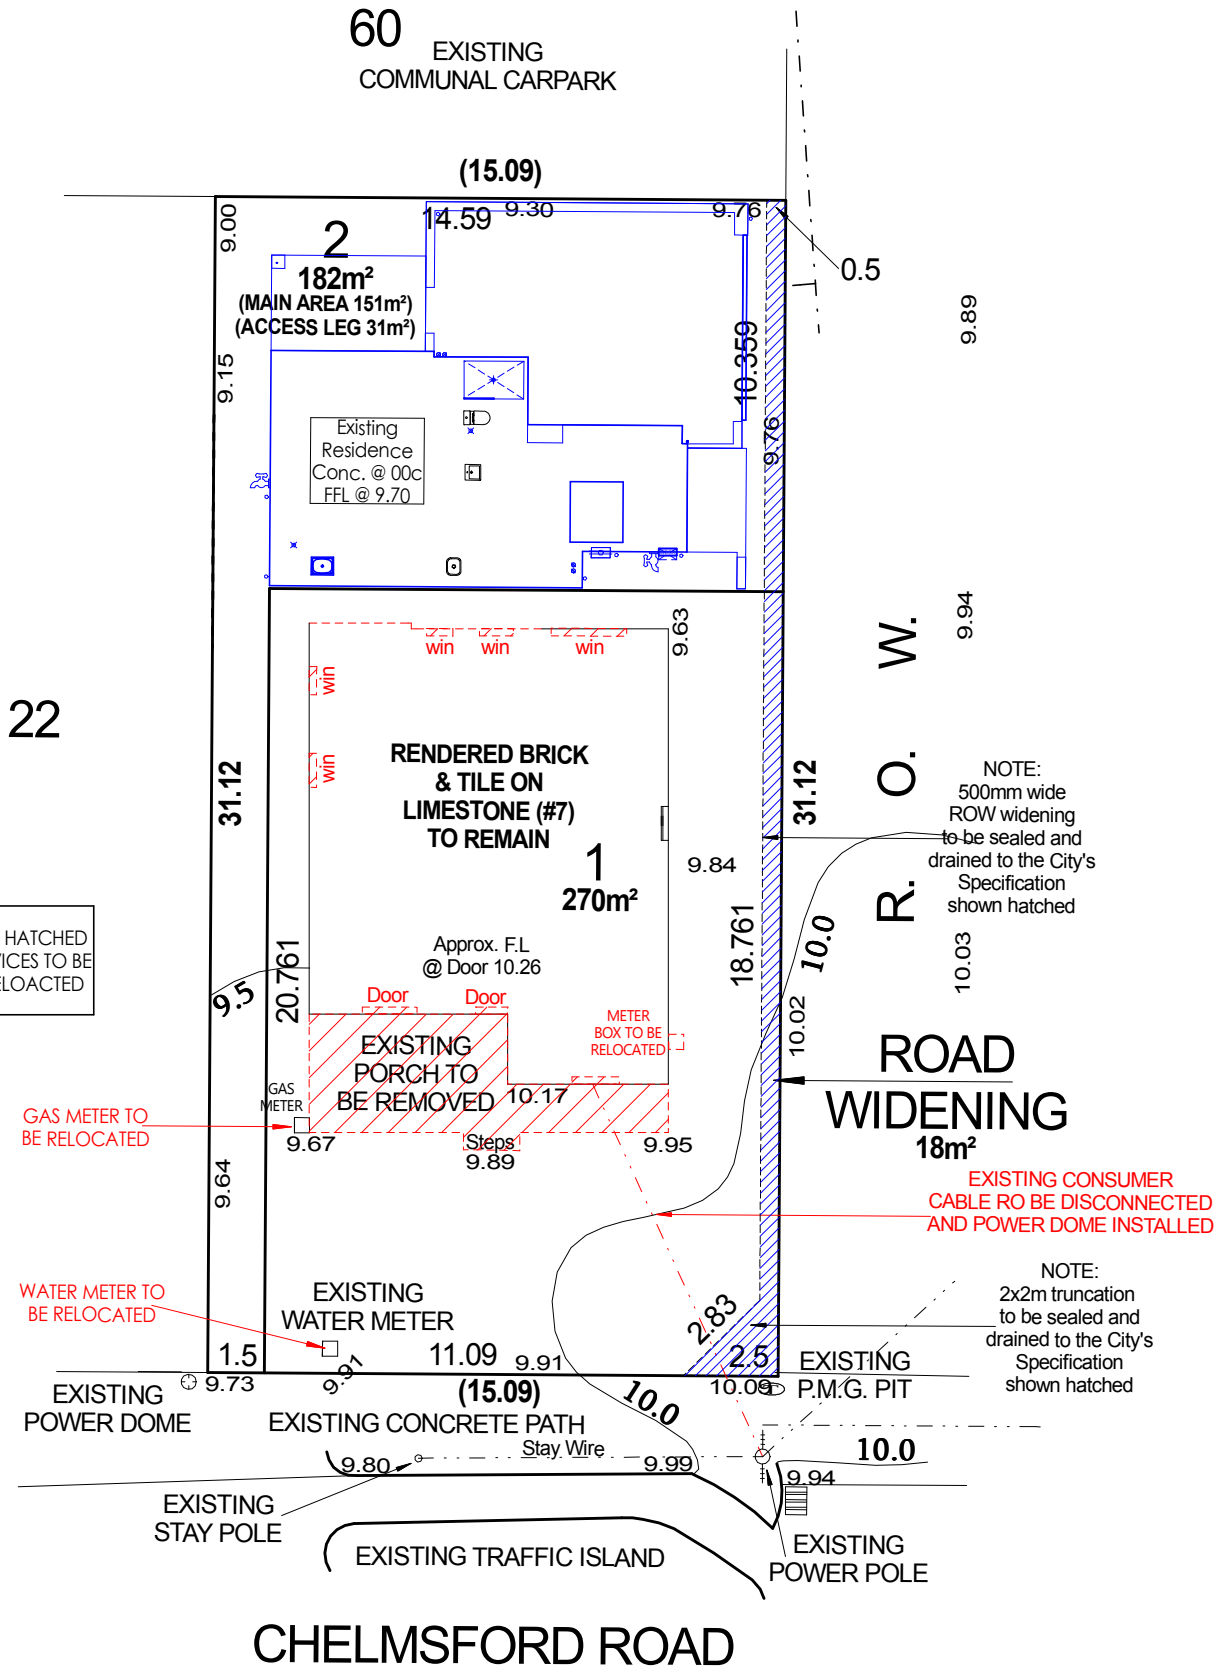 60
EXISTING
COMMUNAL CARPARK
(15.09)
9.00
14.59
9.30
9.76
2
182m²
(MAIN AREA 151m²)
(ACCESS LEG 31m²)
0.5
9.89
10.359
9.15
9.76
Existing
Residence
Conc. @ 00c
FFL @ 9.70
9.94
9.63
win
win
win
win
win
R. O. W.
22
31.12
RENDERED BRICK
& TILE ON
LIMESTONE (#7)
TO REMAIN
1
270m²
9.84
31.12
NOTE:
500mm wide
ROW widening
to be sealed and
drained to the City's
Specification
shown hatched
HATCHED
ICES TO BE
ELOACTED
9.5
20.761
Approx. F.L
@ Door 10.26
18.761
10.0
10.03
10.02
Door
Door
METER
BOX TO BE
RELOCATED
EXISTING
PORCH TO
BE REMOVED
10.17
ROAD
WIDENING
18m²
GAS
METER
GAS METER TO
BE RELOCATED
9.67
Steps
9.89
9.95
9.64
EXISTING CONSUMER
CABLE RO BE DISCONNECTED
AND POWER DOME INSTALLED
WATER METER TO
BE RELOCATED
EXISTING
WATER METER
2.83
NOTE:
2x2m truncation
to be sealed and
drained to the City's
Specification
shown hatched
1.5
9.91
11.09
9.91
2.5
EXISTING
P.M.G. PIT
9.73
(15.09)
10.0
10.09
EXISTING
POWER DOME
EXISTING CONCRETE PATH
Stay Wire
10.0
9.80
9.99
9.94
EXISTING
STAY POLE
EXISTING TRAFFIC ISLAND
EXISTING
POWER POLE
CHELMSFORD ROAD